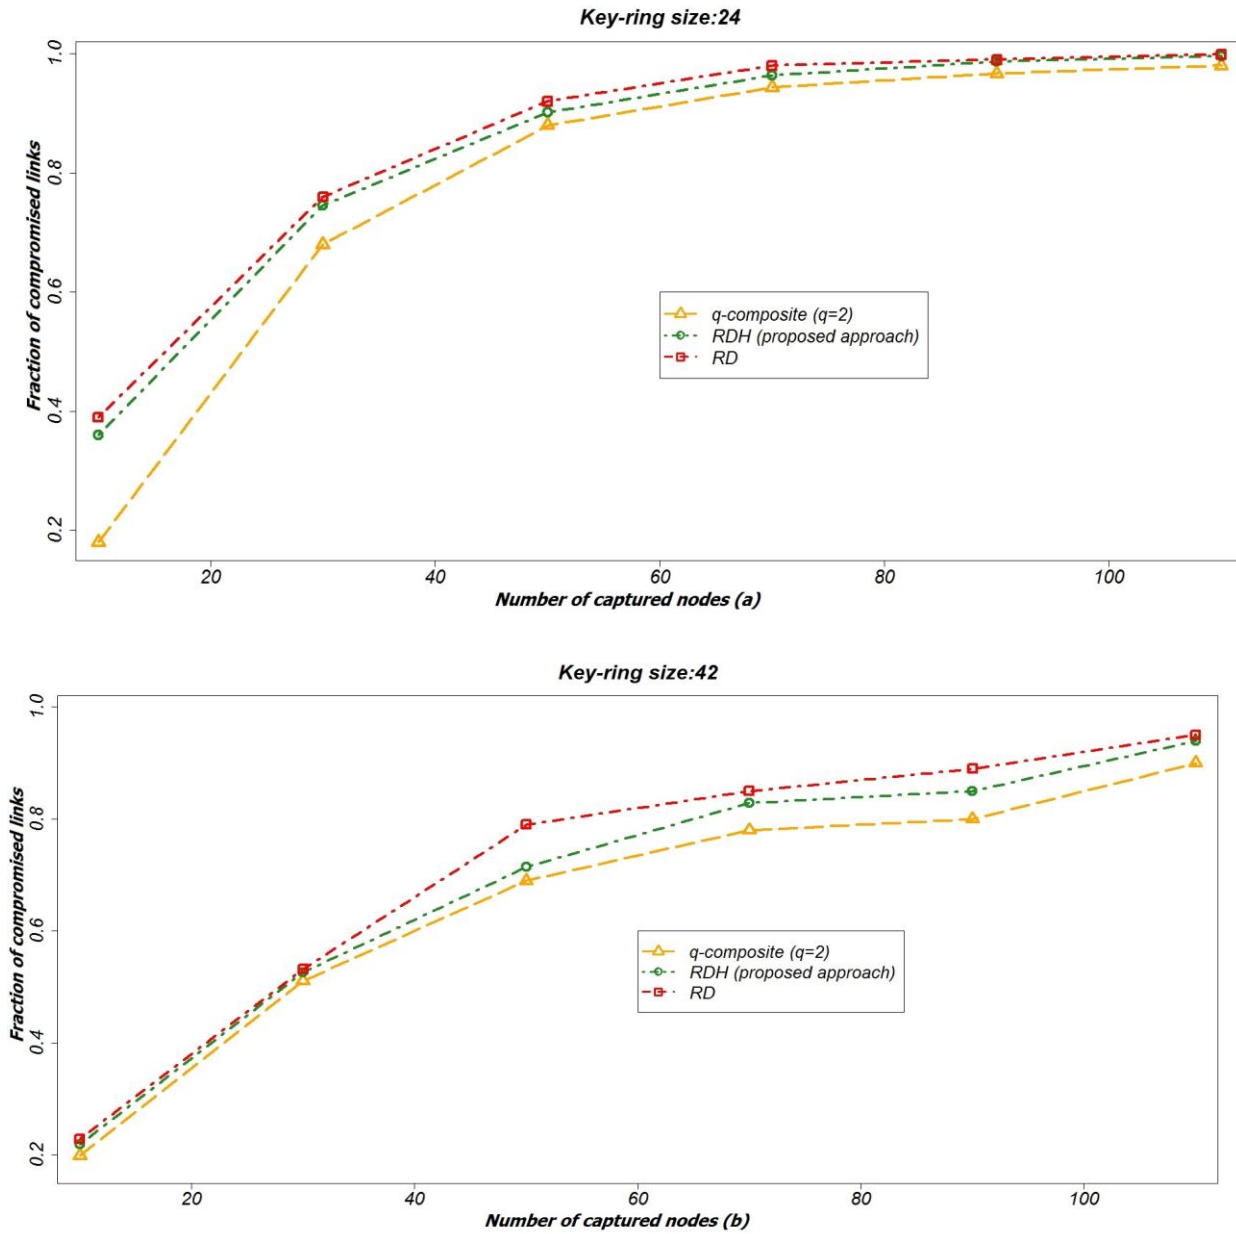 Key-ring size:24
1.0
0.8
0.6
0.4
0.2
Fraction of compromised links
q-composite (q=2)
RDH (proposed approach)
RD
20 40 60 80 100
Number of captured nodes (a)
Key-ring size:42
1.0
0.8
0.6
0.4
0.2
Fraction of compromised links
q-composite (q=2)
RDH (proposed approach)
RD
20 40 60 80 100
Number of captured nodes (b)